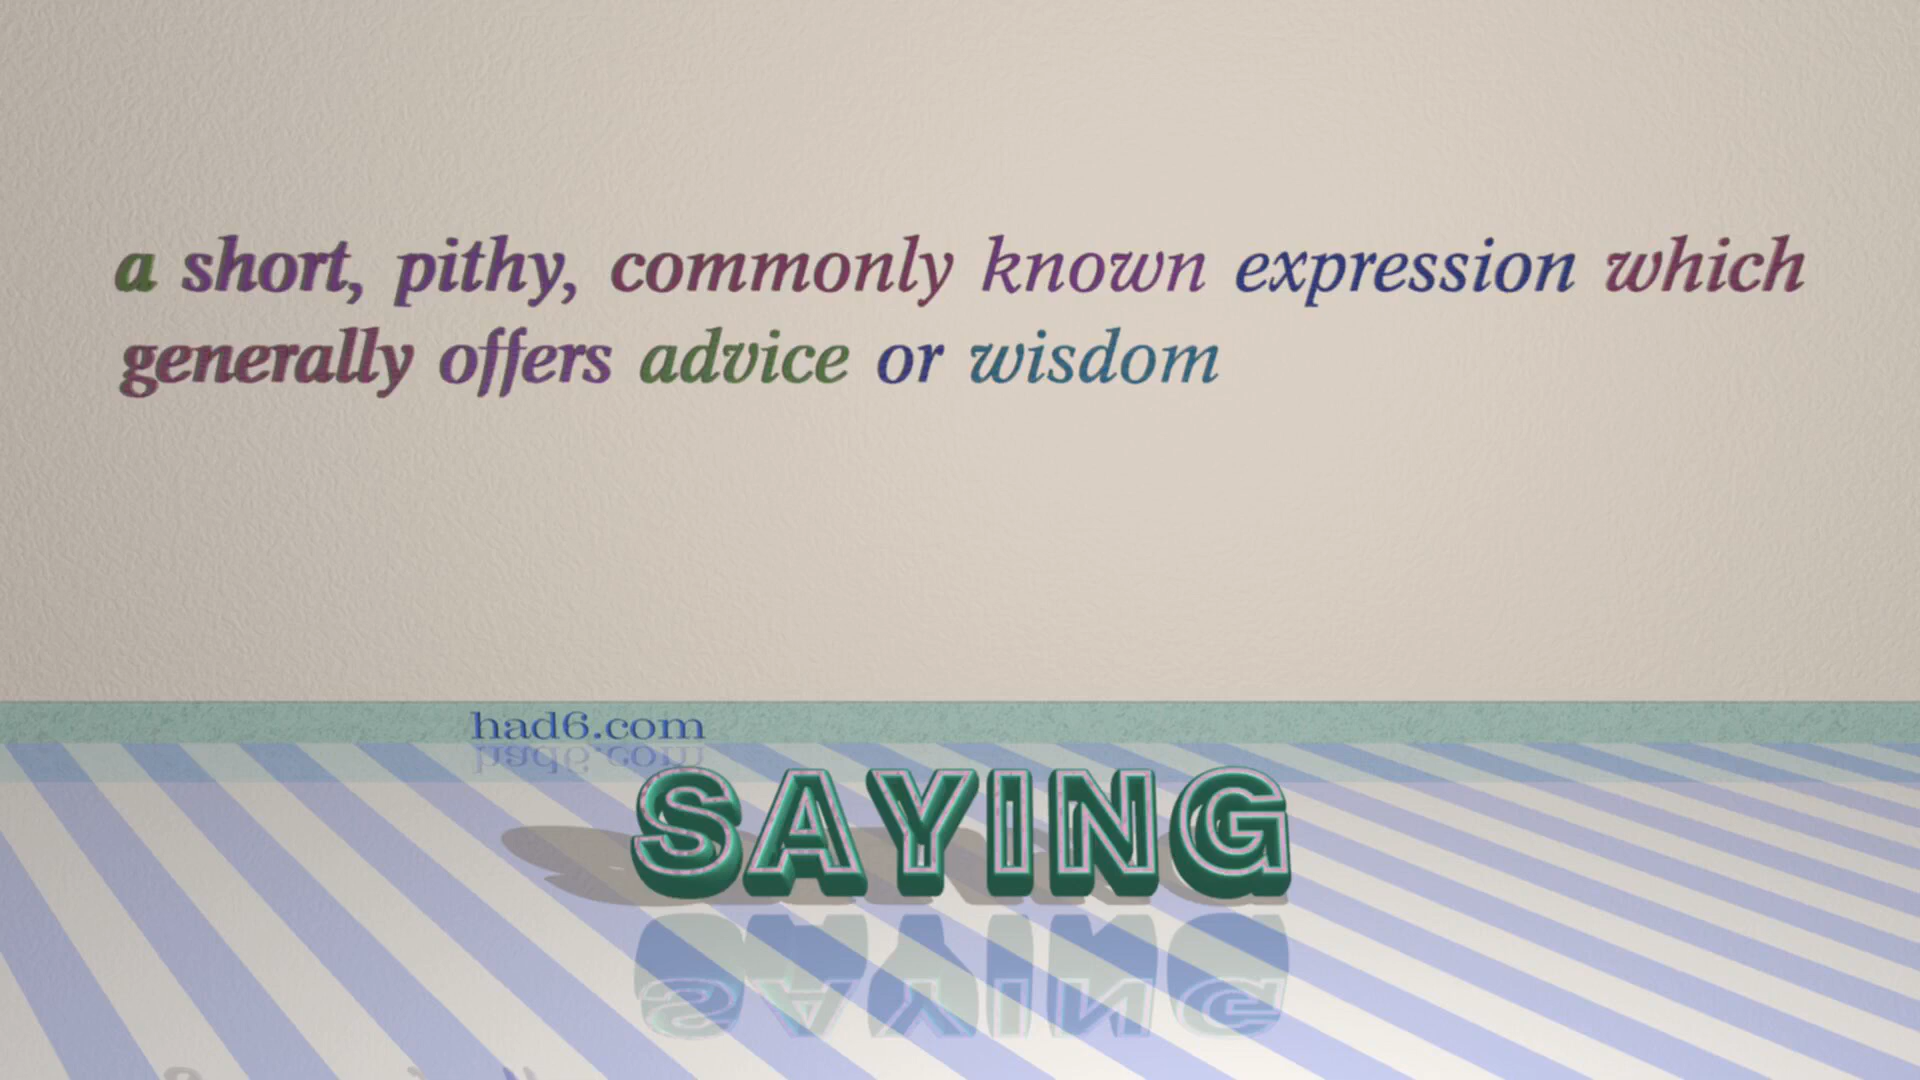 a short, pithy, commonly known expression which
generally offers advice or wisdom
had6.com
SAYING